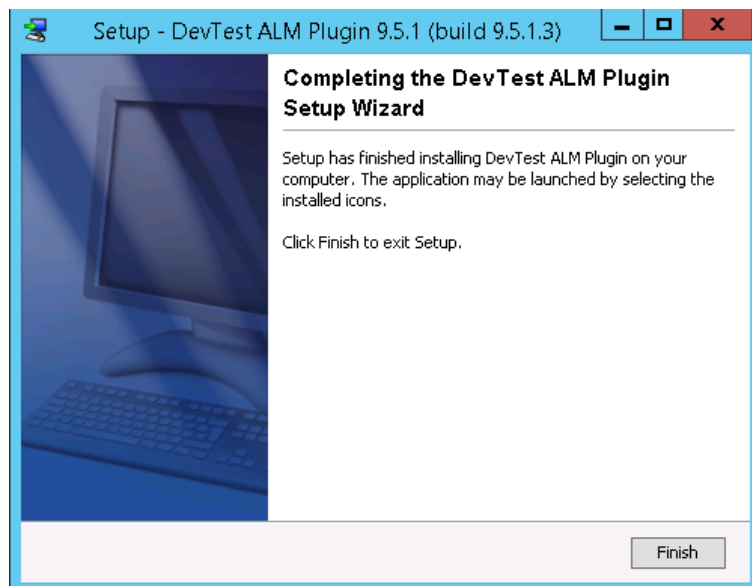 Setup - DevTest ALM Plugin 9.5.1 (build 9.5.1.3)
Completing the DevTest ALM Plugin
Setup Wizard
Setup has finished installing DevTest ALM Plugin on your
computer. The application may be launched by selecting the
installed icons.
Click Finish to exit Setup.
Finish